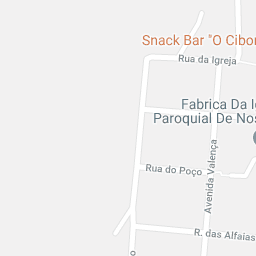 Snack Bar "O Cibor
Rua da Igreja
Fabrica Da Ig
Paroquial De Nos
Avenida Valença
Rua do Poço
R. das Alfaias